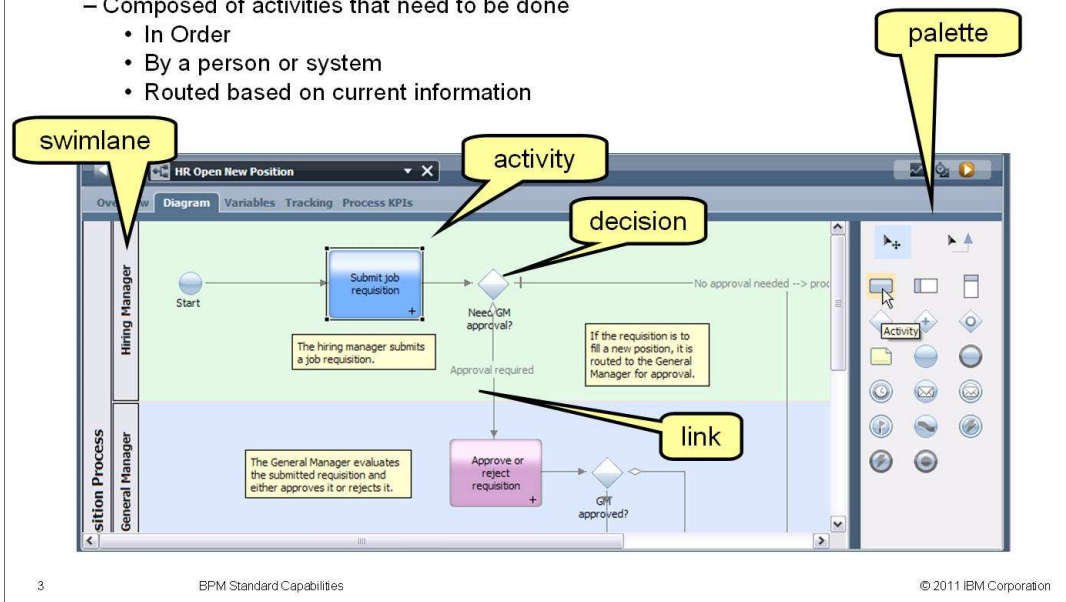 – Composed of activities that need to be done
• In Order
• By a person or system
• Routed based on current information
palette
swimlane
activity
HR Open New Position
Diagram Variables Tracking Process KPIs
decision
Hiring Manager
Start
Submit job
requisition
No approval needed --> proc
Need GM
approval?
Activity
The hiring manager submits
a job requisition.
If the requisition is to
fill a new position, it is
routed to the General
Manager for approval.
Approval required
link
sition Process
General Manager
The General Manager evaluates
the submitted requisition and
either approves it or rejects it.
Approve or
reject
requisition
GM
approved?
3
BPM Standard Capabilities
© 2011 IBM Corporation